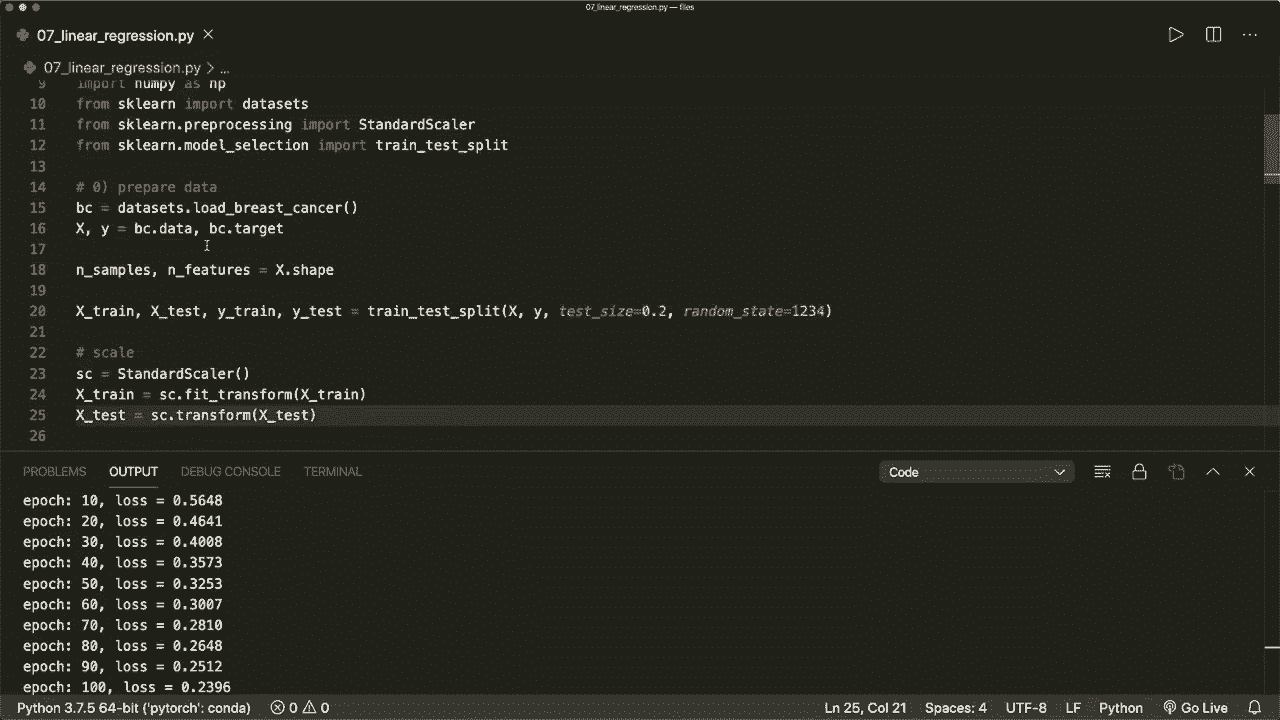 07_linear_regression.py — files
07_linear_regression.py
07_linear_regression.py > ...
9 import numpy as np
10 from sklearn import datasets
11 from sklearn.preprocessing import StandardScaler
12 from sklearn.model_selection import train_test_split
13
14 # 0) prepare data
15 bc = datasets.load_breast_cancer()
16 X, y = bc.data, bc.target
17
18 n_samples, n_features = X.shape
19
20 X_train, X_test, y_train, y_test = train_test_split(X, y, test_size=0.2, random_state=1234)
21
22 # scale
23 sc = StandardScaler()
24 X_train = sc.fit_transform(X_train)
25 X_test = sc.transform(X_test)
26
PROBLEMS OUTPUT DEBUG CONSOLE TERMINAL Code
epoch: 10, loss = 0.5648
epoch: 20, loss = 0.4641
epoch: 30, loss = 0.4008
epoch: 40, loss = 0.3573
epoch: 50, loss = 0.3253
epoch: 60, loss = 0.3007
epoch: 70, loss = 0.2810
epoch: 80, loss = 0.2648
epoch: 90, loss = 0.2512
epoch: 100, loss = 0.2396
Python 3.7.5 64-bit ('pytorch': conda) 0 0 Ln 25, Col 21 Spaces: 4 UTF-8 LF Python Go Live